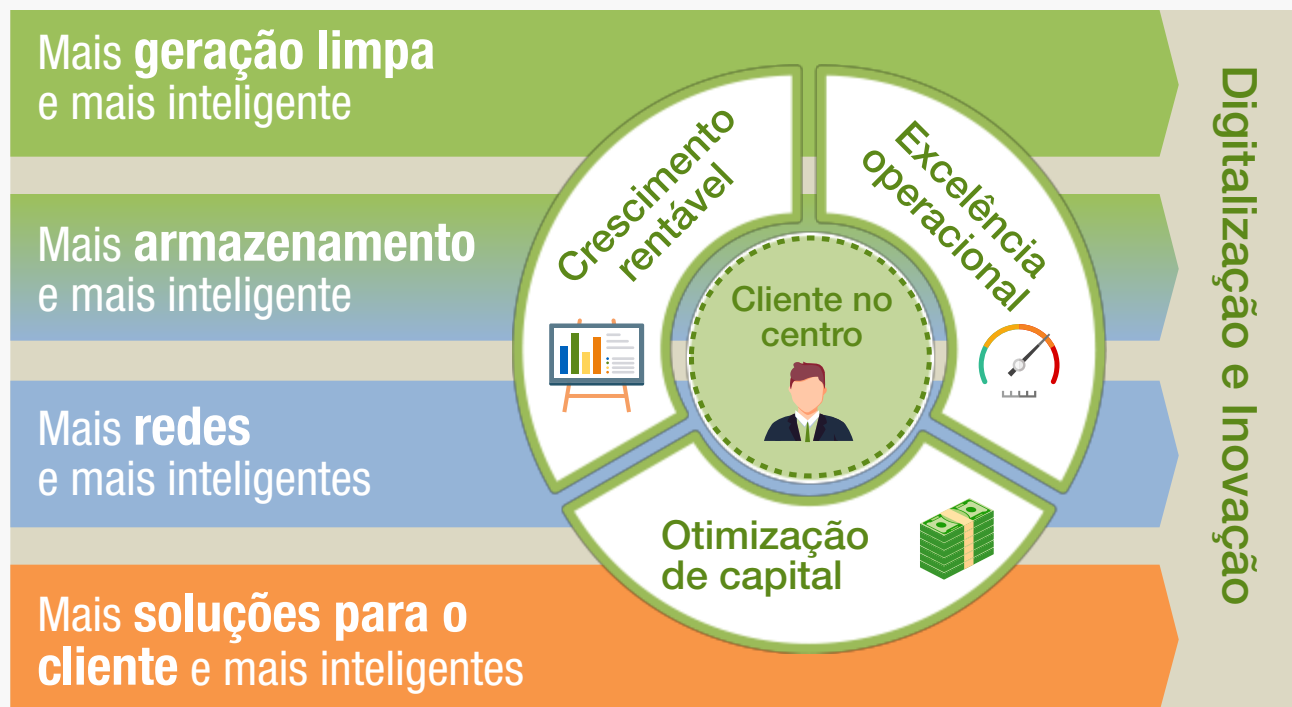 Mais geração limpa
e mais inteligente
Mais armazenamento
e mais inteligente
Mais redes
e mais inteligentes
Mais soluções para o
cliente e mais inteligentes
Crescimento
rentável
Excelência
operacional
Cliente no
centro
Otimização
de capital
Digitalização e Inovação